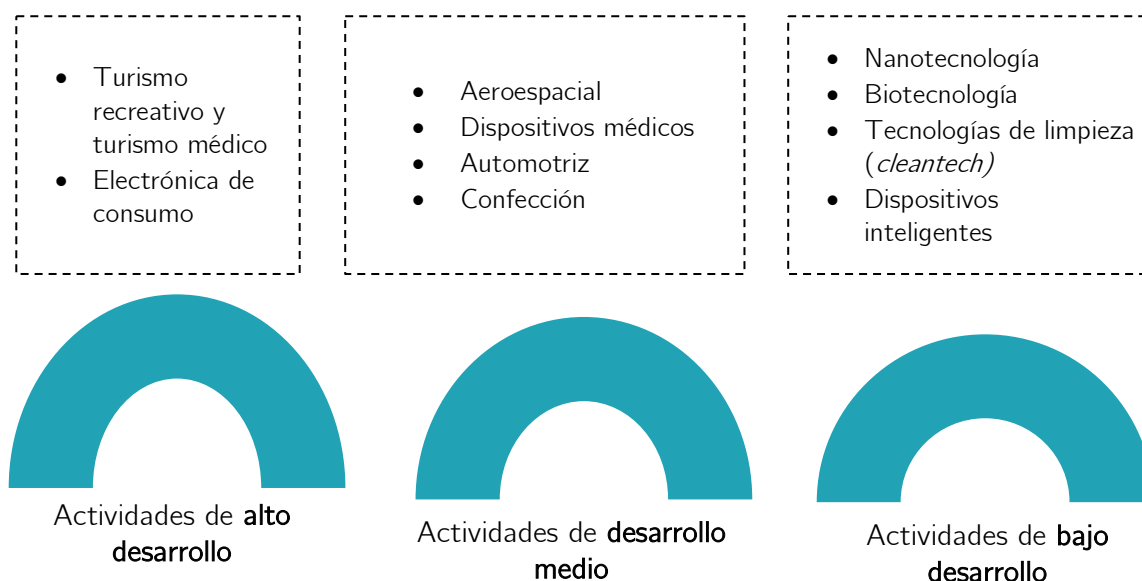 • Turismo
recreativo y
turismo médico
• Electrónica de
consumo
• Aeroespacial
• Dispositivos médicos
• Automotriz
• Confección
• Nanotecnología
• Biotecnología
• Tecnologías de limpieza
(cleantech)
• Dispositivos
inteligentes
Actividades de alto
desarrollo
Actividades de desarrollo
medio
Actividades de bajo
desarrollo